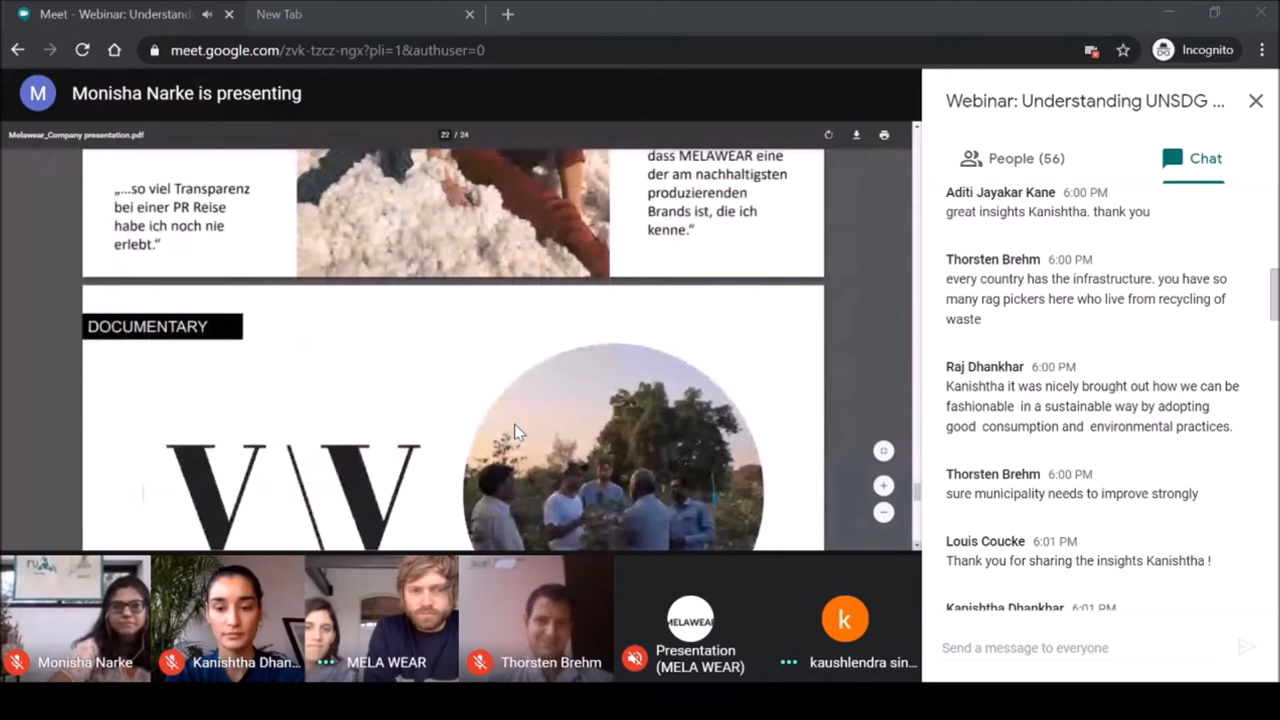 Meet - Webinar: Understandi
New Tab
meet.google.com/zvk-tzcz-ngx?pli=1&authuser=0
Incognito
M
Monisha Narke is presenting
Melawear_Company presentation.pdf
22 / 24
„...so viel Transparenz
bei einer PR Reise
habe ich noch nie
erlebt.“
dass MELAWEAR eine
der am nachhaltigsten
produzierenden
Brands ist, die ich
kenne.“
DOCUMENTARY
V\V
Monisha Narke
Kanishtha Dhan...
MELA WEAR
Thorsten Brehm
MELAWEAR
Presentation
(MELA WEAR)
k
kaushlendra sin...
Webinar: Understanding UNSDG ...
People (56)
Chat
Aditi Jayakar Kane 6:00 PM
great insights Kanishtha. thank you
Thorsten Brehm 6:00 PM
every country has the infrastructure. you have so
many rag pickers here who live from recycling of
waste
Raj Dhankhar 6:00 PM
Kanishtha it was nicely brought out how we can be
fashionable in a sustainable way by adopting
good consumption and environmental practices.
Thorsten Brehm 6:00 PM
sure municipality needs to improve strongly
Louis Coucke 6:01 PM
Thank you for sharing the insights Kanishtha !
Kanishtha Dhankhar 6:01 PM
Send a message to everyone